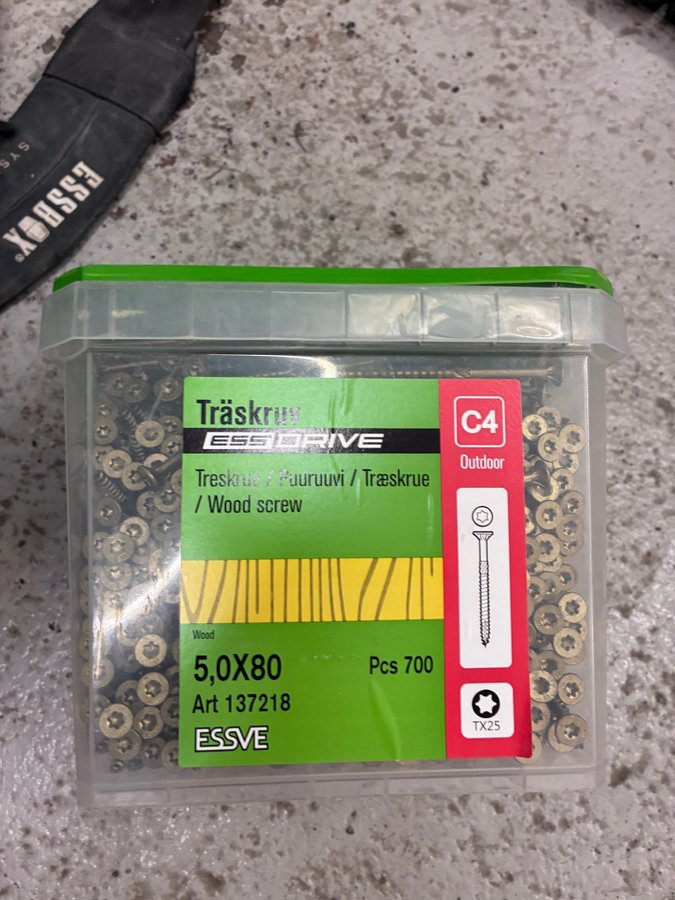 ESSBOX®
SYS
Träskruv
ESSDRIVE
C4
Outdoor
Treskrue / Puuruuvi / Træskrue
/ Wood screw
Wood
5,0X80
Pcs 700
Art 137218
ESSVE
TX25